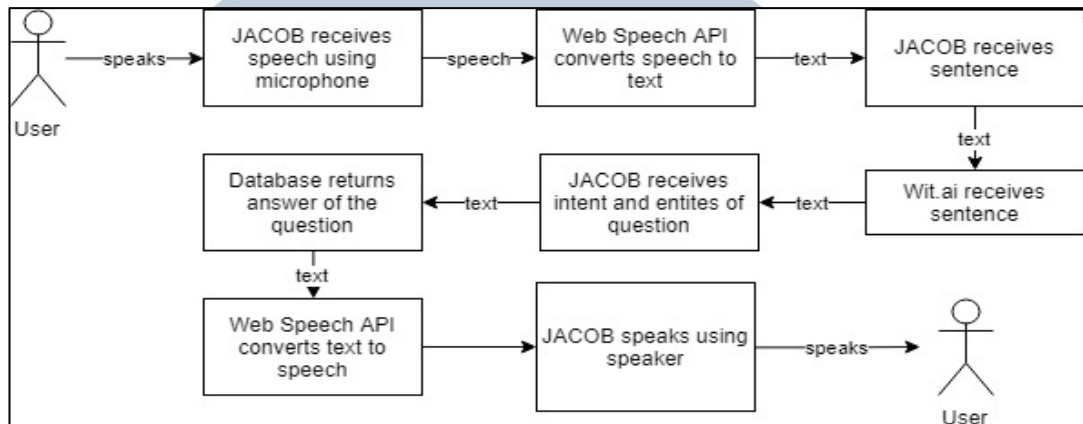 User
speaks
JACOB receives
speech using
microphone
speech
Web Speech API
converts speech to
text
text
JACOB receives
sentence
text
Wit.ai receives
sentence
text
JACOB receives
intent and entites of
question
text
Database returns
answer of the
question
text
Web Speech API
converts text to
speech
JACOB speaks using
speaker
speaks
User